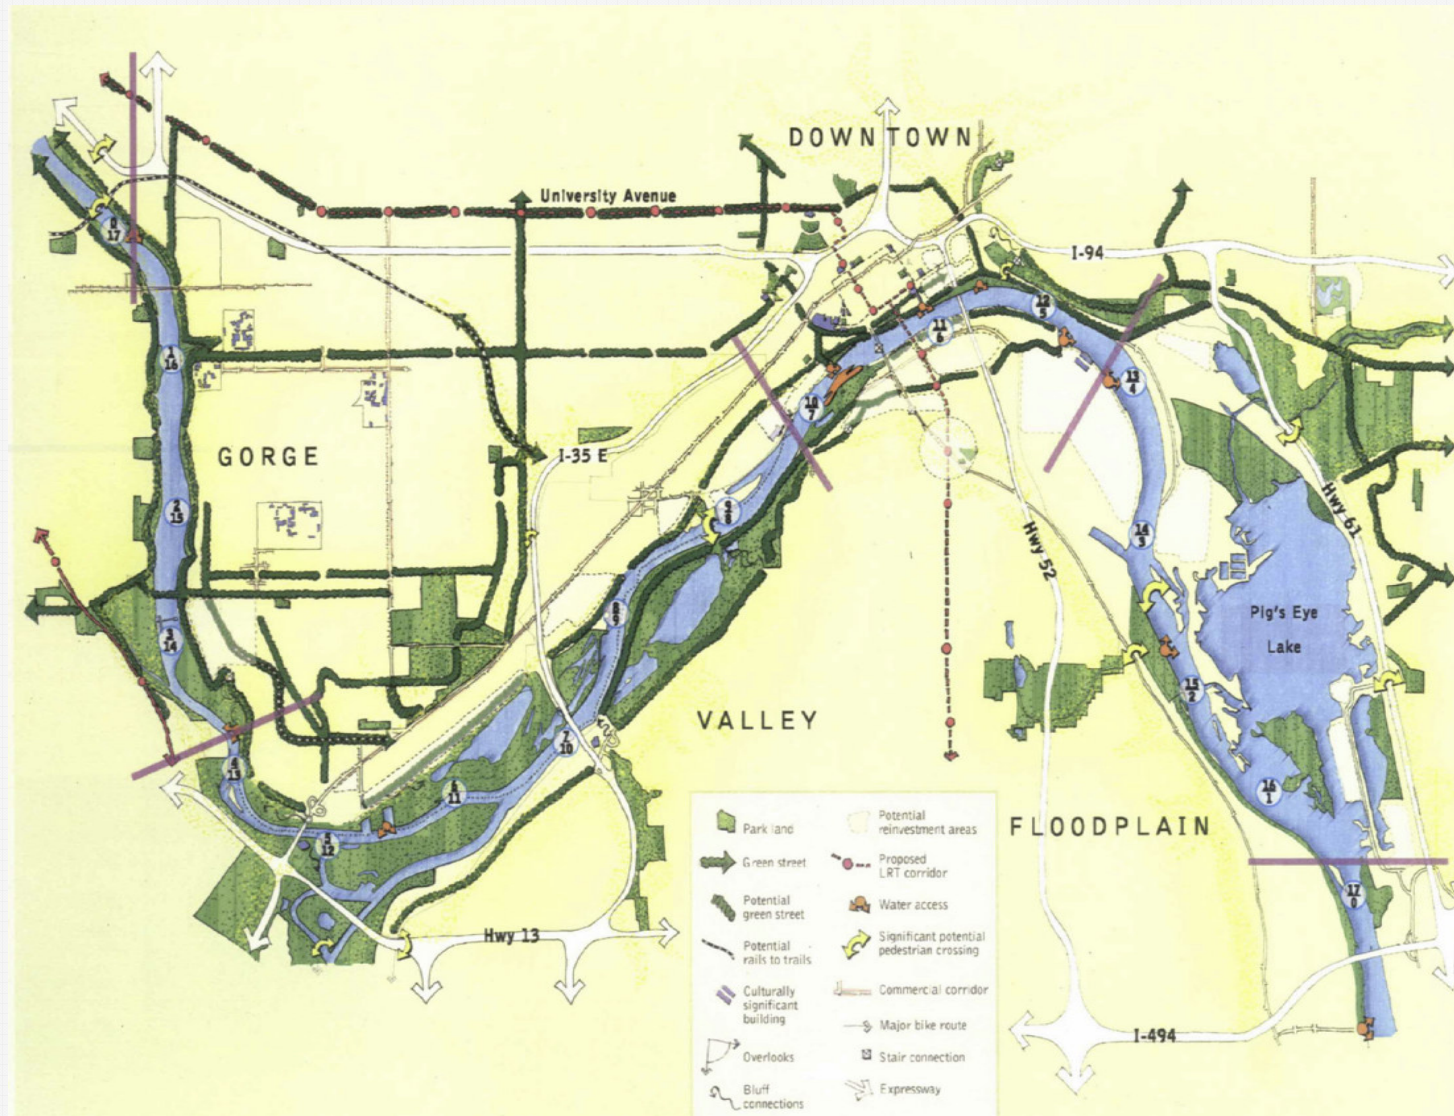 DOWNTOWN
University Avenue
I-94
0
17
12
5
11
6
1
16
13
4
10
7
GORGE
I-35 E
Hwy 61
2
15
9
8
14
3
Hwy 52
8
9
Pig's Eye
Lake
3
14
15
2
VALLEY
7
10
4
13
6
11
16
1
FLOODPLAIN
5
12
17
0
Hwy 13
I-494
Park land
Green street
Potential
green street
Potential
rails to trails
Culturally
significant
building
Overlooks
Bluff
connections
Potential
reinvestment areas
Proposed
LRT corridor
Water access
Significant potential
pedestrian crossing
Commercial corridor
Major bike route
Stair connection
Expressway